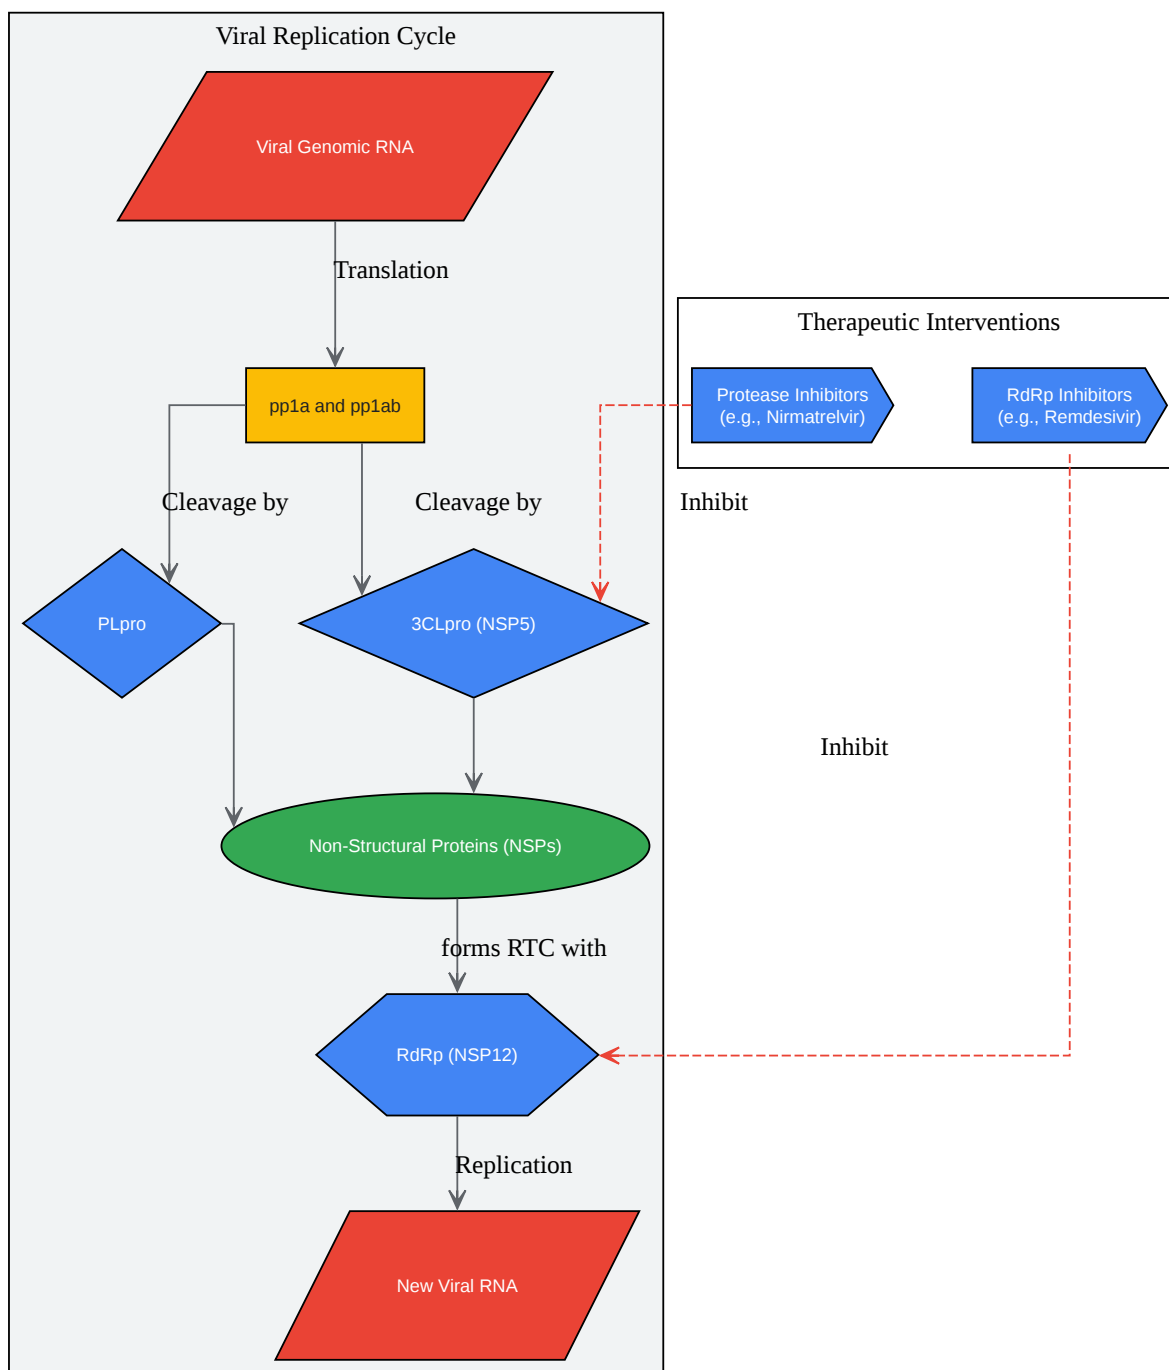 Viral Replication Cycle
Viral Genomic RNA
Translation
Therapeutic Interventions
pp1a and pp1ab
Protease Inhibitors
(e.g., Nirmatrelvir)
RdRp Inhibitors
(e.g., Remdesivir)
Cleavage by
Cleavage by
Inhibit
PLpro
3CLpro (NSP5)
Inhibit
Non-Structural Proteins (NSPs)
forms RTC with
RdRp (NSP12)
Replication
New Viral RNA